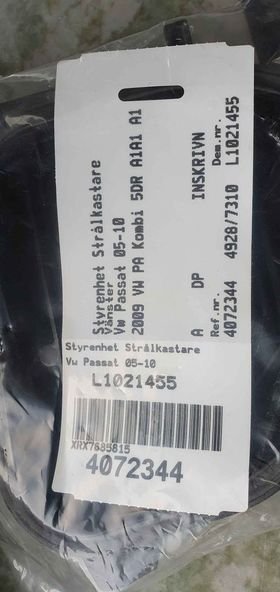 Styrenhet Strålkastare
Vänster
Vw Passat 05-10
2009 VW PA Kombi 5DR A1A1 A1
A DP INSKRIVN
Ref.nr. Dem.nr.
4072344 4928/7310 L1021455
Styrenhet Strålkastare
Vw Passat 05-10
L1021455
XRX7685815
4072344